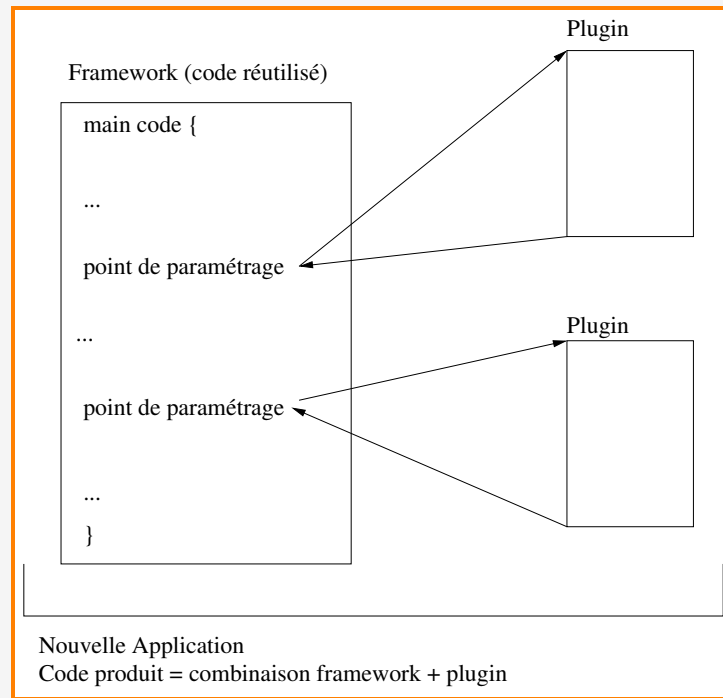 Plugin
Framework (code réutilisé)
main code {
...
point de paramétrage
...
Plugin
point de paramétrage
...
}
Nouvelle Application
Code produit = combinaison framework + plugin